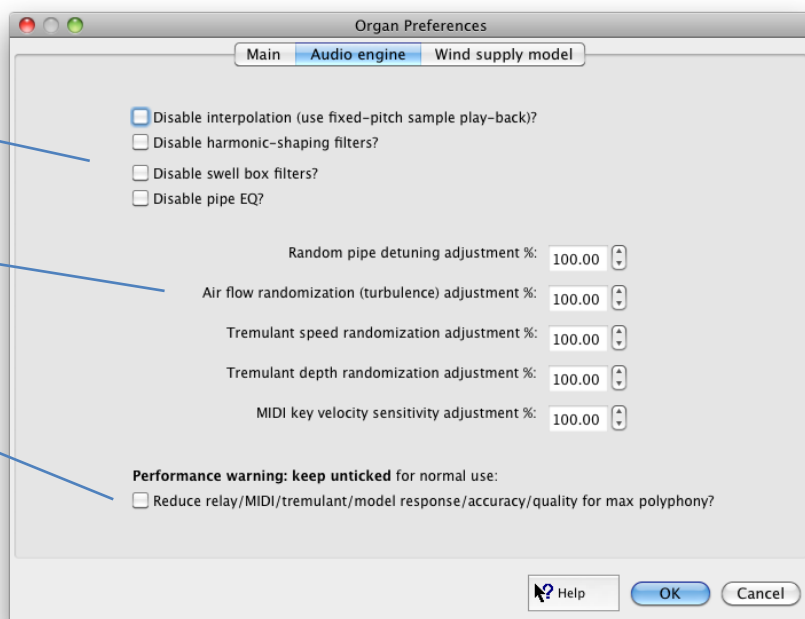 Organ Preferences
Main Audio engine Wind supply model
Disable interpolation (use fixed-pitch sample play-back)?
Disable harmonic-shaping filters?
Disable swell box filters?
Disable pipe EQ?
Random pipe detuning adjustment %: 100.00
Air flow randomization (turbulence) adjustment %: 100.00
Tremulant speed randomization adjustment %: 100.00
Tremulant depth randomization adjustment %: 100.00
MIDI key velocity sensitivity adjustment %: 100.00
Performance warning: keep unticked for normal use:
Reduce relay/MIDI/tremulant/model response/accuracy/quality for max polyphony?
Help OK Cancel